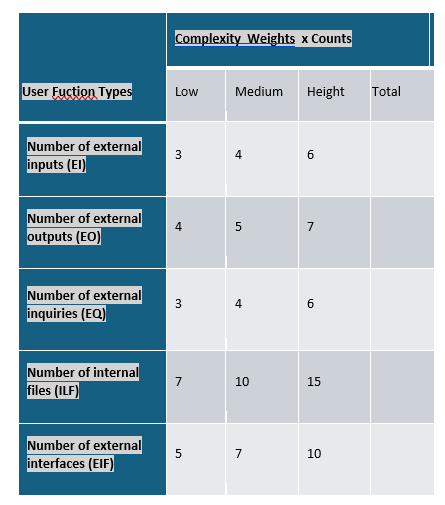 Complexity Weights x Counts
User Fuction Types
Low Medium Height Total
Number of external
inputs (EI)
3 4 6
Number of external
outputs (EO)
4 5 7
Number of external
inquiries (EQ)
3 4 6
Number of internal
files (ILF)
7 10 15
Number of external
interfaces (EIF)
5 7 10